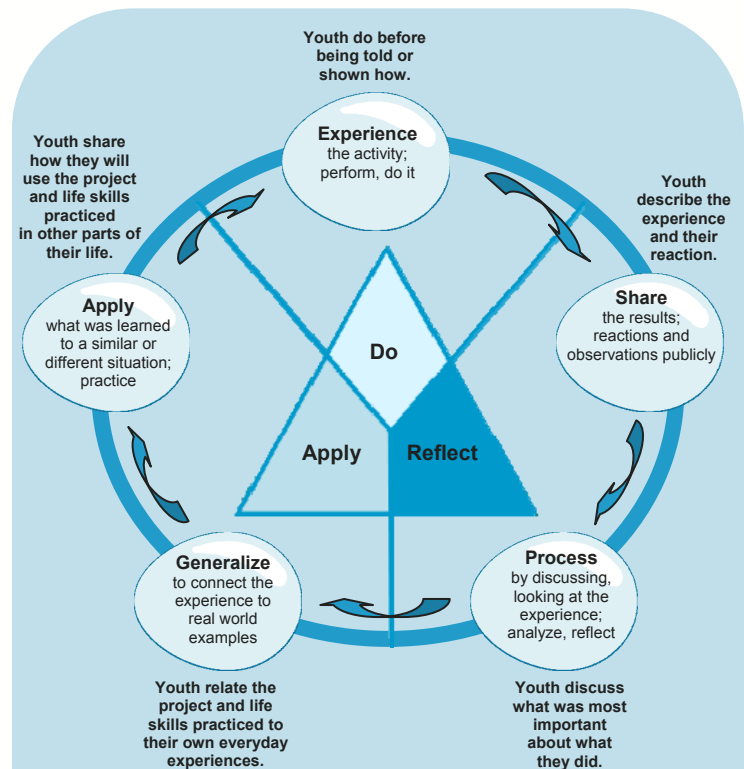 Youth do before
being told or
shown how.
Experience
the activity;
perform, do it
Youth
describe the
experience
and their
reaction.
Share
the results;
reactions and
observations publicly
Process
by discussing,
looking at the
experience;
analyze, reflect
Youth discuss
what was most
important
about what
they did.
Generalize
to connect the
experience to
real world
examples
Youth relate the
project and life
skills practiced to
their own everyday
experiences.
Apply
what was learned
to a similar or
different situation;
practice
Youth share
how they will
use the project
and life skills
practiced
in other parts of
their life.
Do
Reflect
Apply